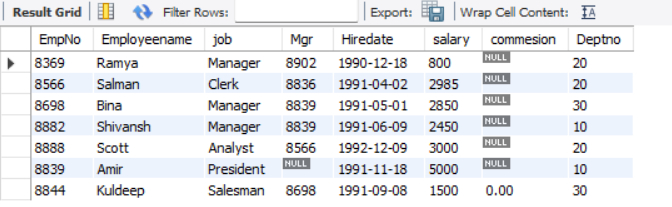 Result Grid Filter Rows: Export: Wrap Cell Content:
EmpNo Employeename job Mgr Hiredate salary commesion Deptno
8369 Ramya Manager 8902 1990-12-18 800 NULL 20
8566 Salman Clerk 8836 1991-04-02 2985 NULL 20
8698 Bina Manager 8839 1991-05-01 2850 NULL 30
8882 Shivansh Manager 8839 1991-06-09 2450 NULL 10
8888 Scott Analyst 8566 1992-12-09 3000 NULL 20
8839 Amir President NULL 1991-11-18 5000 NULL 10
8844 Kuldeep Salesman 8698 1991-09-08 1500 0.00 30